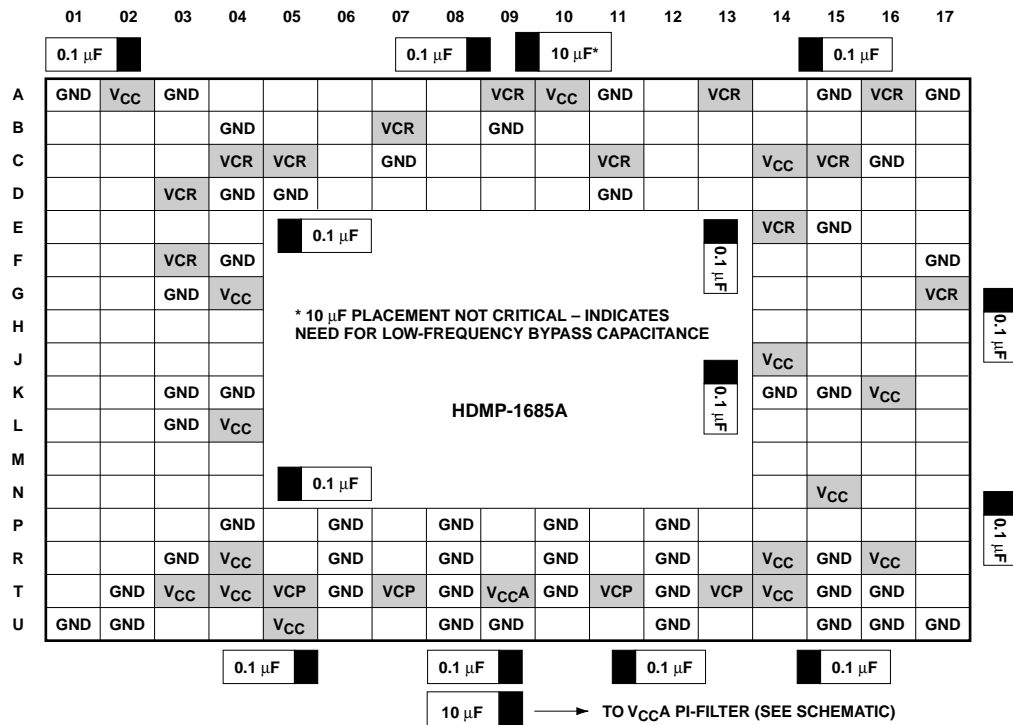 01 02 03 04 05 06 07 08 09 10 11 12 13 14 15 16 17
0.1 µF 0.1 µF 10 µF* 0.1 µF
A GND VCC GND VCR VCC GND VCR GND VCR GND
B GND VCR GND
C VCR VCR GND VCR VCC VCR GND
D VCR GND GND GND
E VCR GND
0.1 µF 0.1 µF
F VCR GND GND
G GND VCC VCR
0.1 µF
* 10 µF PLACEMENT NOT CRITICAL – INDICATES
NEED FOR LOW-FREQUENCY BYPASS CAPACITANCE
H
J VCC
K GND GND GND GND VCC
0.1 µF
HDMP-1685A
L GND VCC
M
N VCC
0.1 µF
0.1 µF
P GND GND GND GND GND
R GND VCC GND GND GND GND VCC GND VCC
T GND VCC VCC VCP GND VCP GND VCCA GND VCP GND VCP VCC GND GND
U GND GND VCC GND GND GND GND GND GND
0.1 µF 0.1 µF 0.1 µF 0.1 µF
10 µF TO VCCA PI-FILTER (SEE SCHEMATIC)